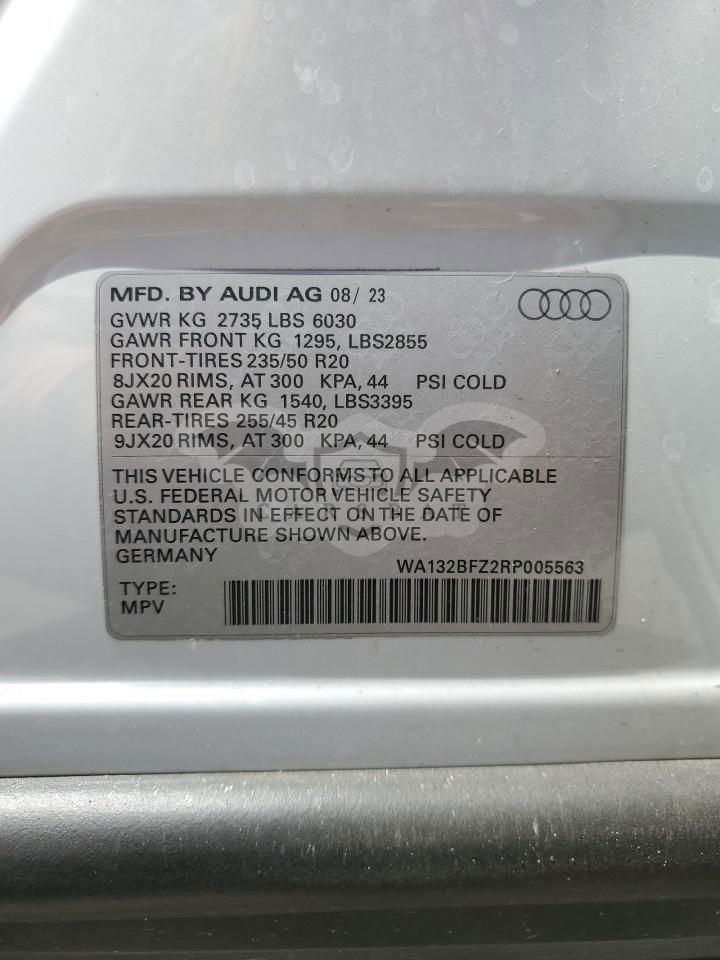 MFD. BY AUDI AG 08/ 23
GVWR KG 2735 LBS 6030
GAWR FRONT KG 1295, LBS2855
FRONT-TIRES 235/50 R20
8JX20 RIMS, AT 300 KPA, 44 PSI COLD
GAWR REAR KG 1540, LBS3395
REAR-TIRES 255/45 R20
9JX20 RIMS, AT 300 KPA, 44 PSI COLD
THIS VEHICLE CONFORMS TO ALL APPLICABLE
U.S. FEDERAL MOTOR VEHICLE SAFETY
STANDARDS IN EFFECT ON THE DATE OF
MANUFACTURE SHOWN ABOVE.
GERMANY
WA132BFZ2RP005563
TYPE:
MPV